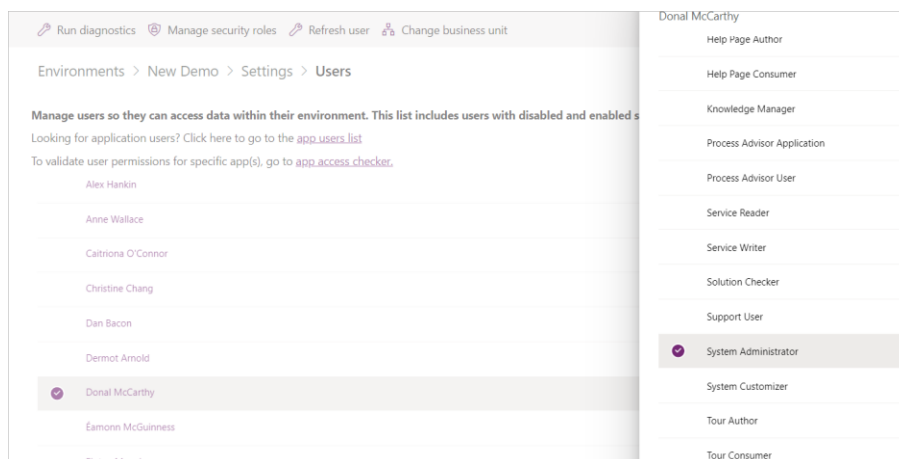 Run diagnostics Manage security roles Refresh user Change business unit
Environments > New Demo > Settings > Users
Manage users so they can access data within their environment. This list includes users with disabled and enabled s
Looking for application users? Click here to go to the app users list
To validate user permissions for specific app(s), go to app access checker.
Alex Hankin
Anne Wallace
Caitriona O'Connor
Christine Chang
Dan Bacon
Dermot Arnold
Donal McCarthy
Éamonn McGuinness
Donal McCarthy
Help Page Author
Help Page Consumer
Knowledge Manager
Process Advisor Application
Process Advisor User
Service Reader
Service Writer
Solution Checker
Support User
System Administrator
System Customizer
Tour Author
Tour Consumer